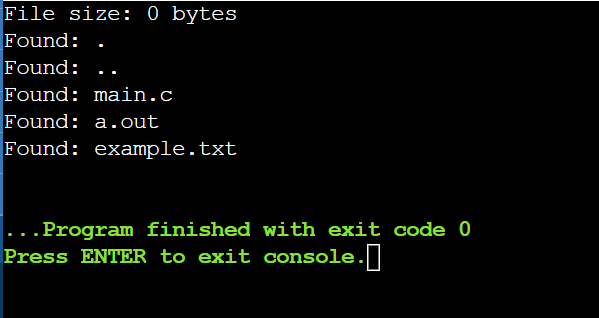 File size: 0 bytes
Found: .
Found: ..
Found: main.c
Found: a.out
Found: example.txt
...Program finished with exit code 0
Press ENTER to exit console.